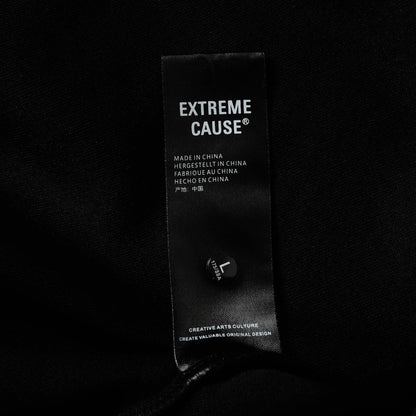 EXTREME
CAUSE®
MADE IN CHINA
HERGESTELLT IN CHINA
FABRIQUE AU CHINA
HECHO EN CHINA
产地: 中国
L
CREATIVE ARTS CULTURE
CREATE VALUABLE ORIGINAL DESIGN